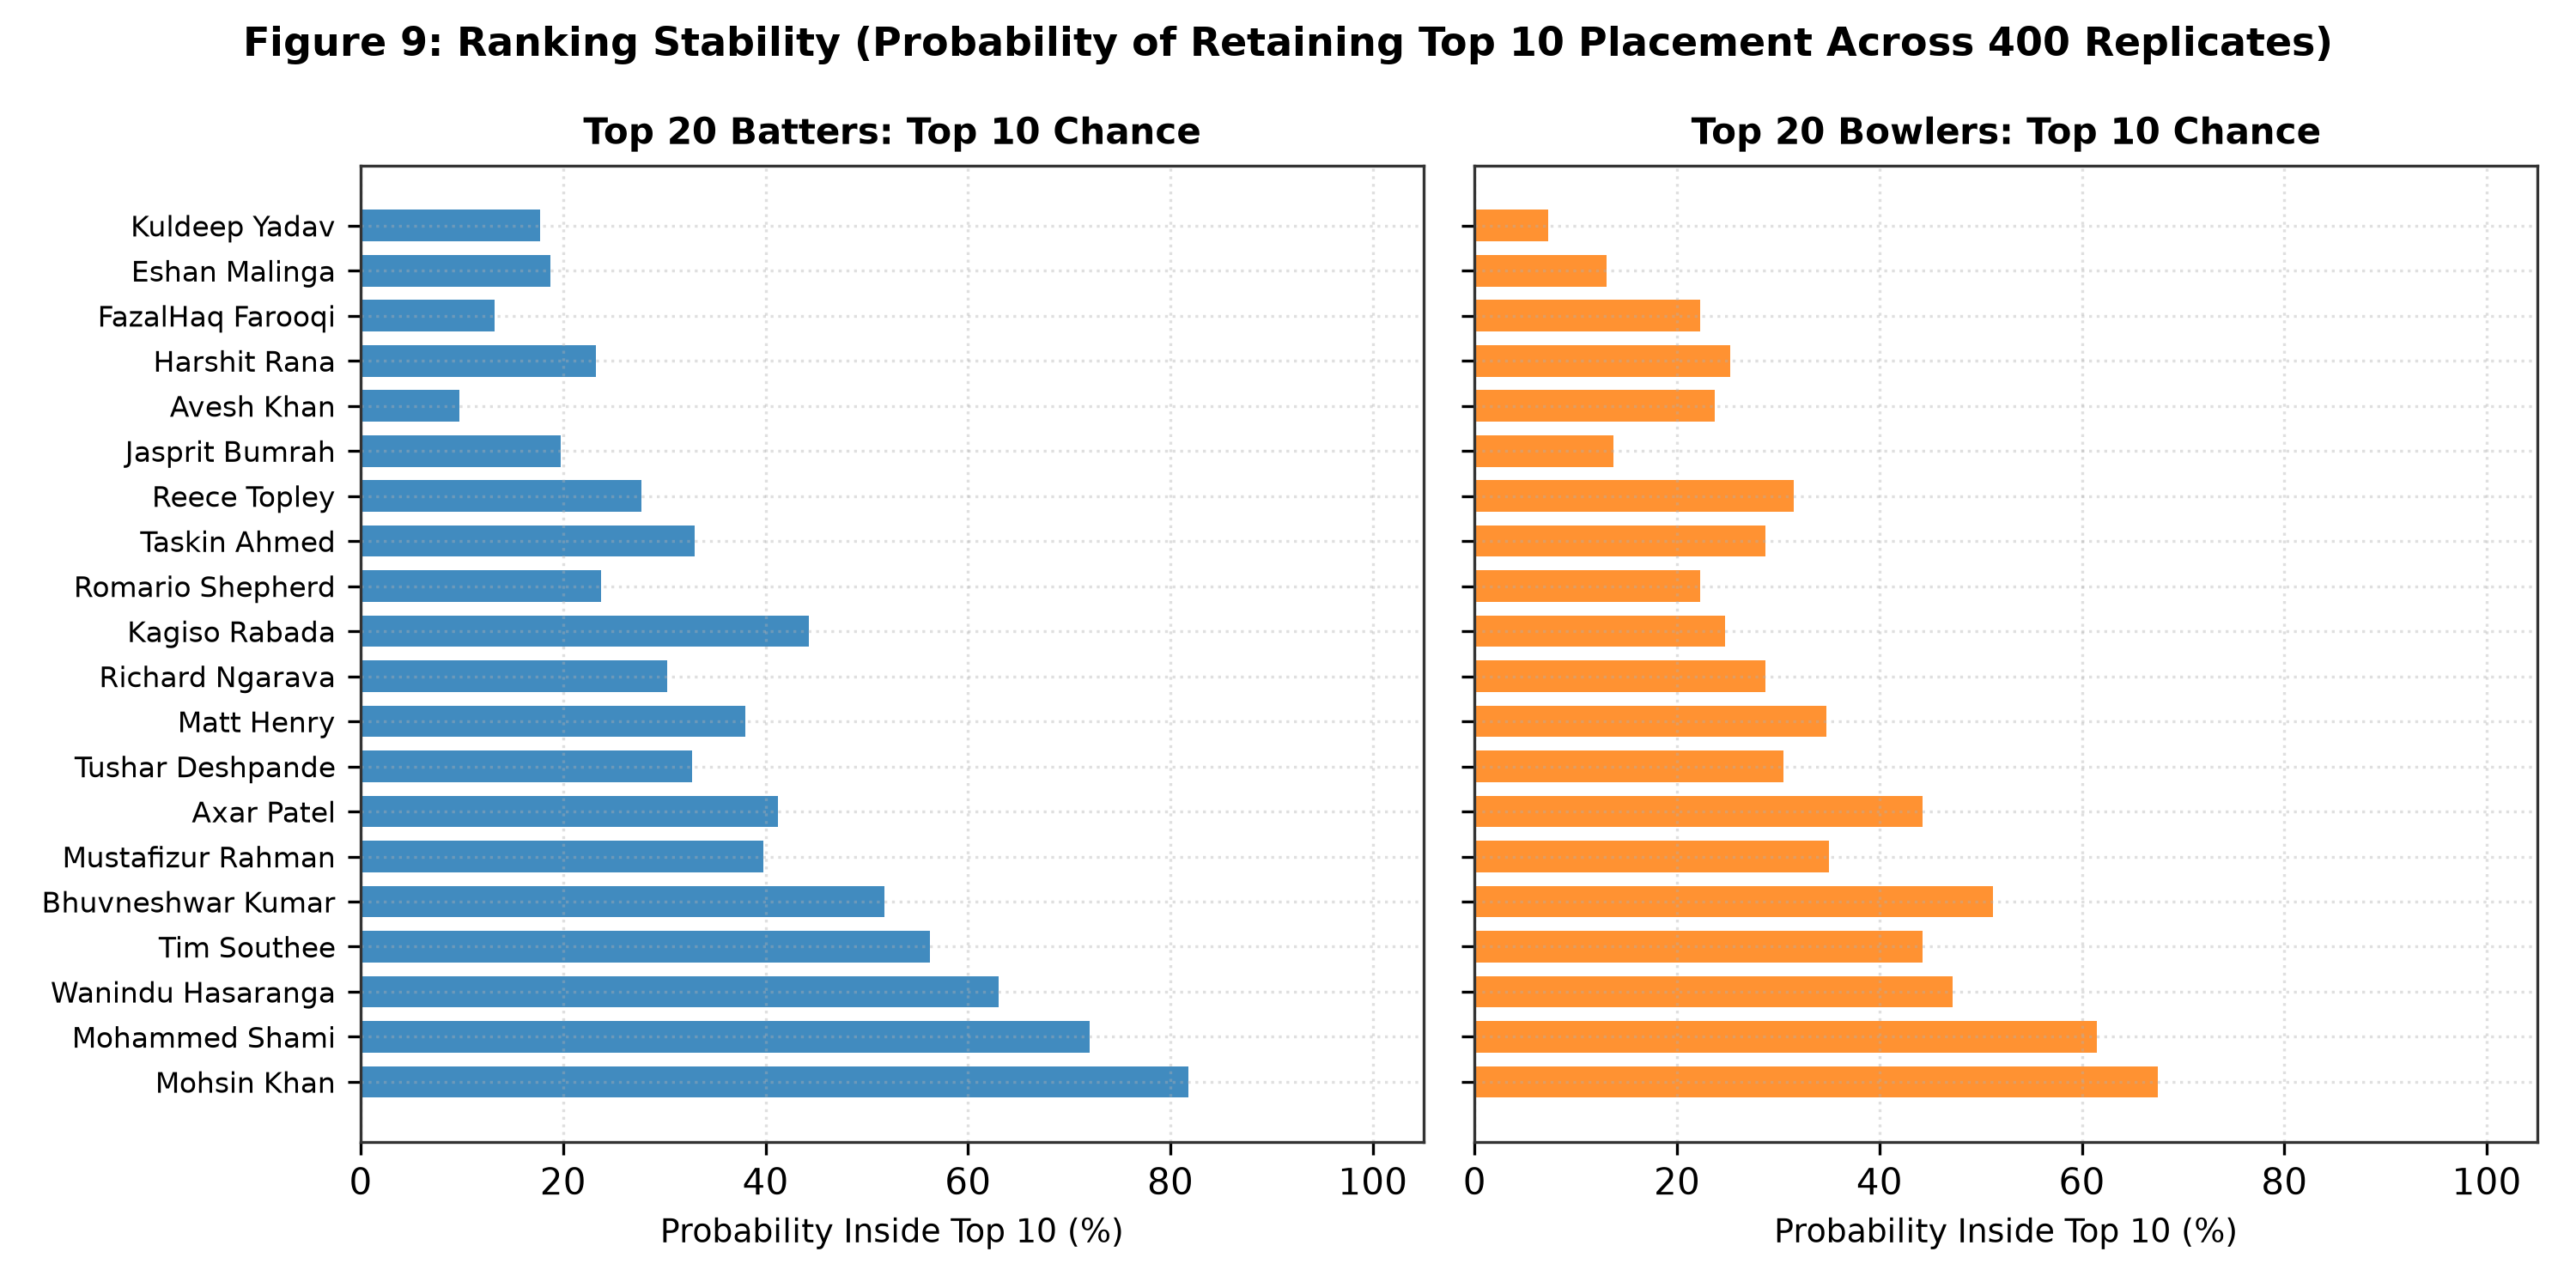 Figure 9: Ranking Stability (Probability of Retaining Top 10 Placement Across 400 Replicates)
Top 20 Batters: Top 10 Chance
Kuldeep Yadav
Eshan Malinga
FazalHaq Farooqi
Harshit Rana
Avesh Khan
Jasprit Bumrah
Reece Topley
Taskin Ahmed
Romario Shepherd
Kagiso Rabada
Richard Ngarava
Matt Henry
Tushar Deshpande
Axar Patel
Mustafizur Rahman
Bhuvneshwar Kumar
Tim Southee
Wanindu Hasaranga
Mohammed Shami
Mohsin Khan
0 20 40 60 80 100
Probability Inside Top 10 (%)
Top 20 Bowlers: Top 10 Chance
0 20 40 60 80 100
Probability Inside Top 10 (%)